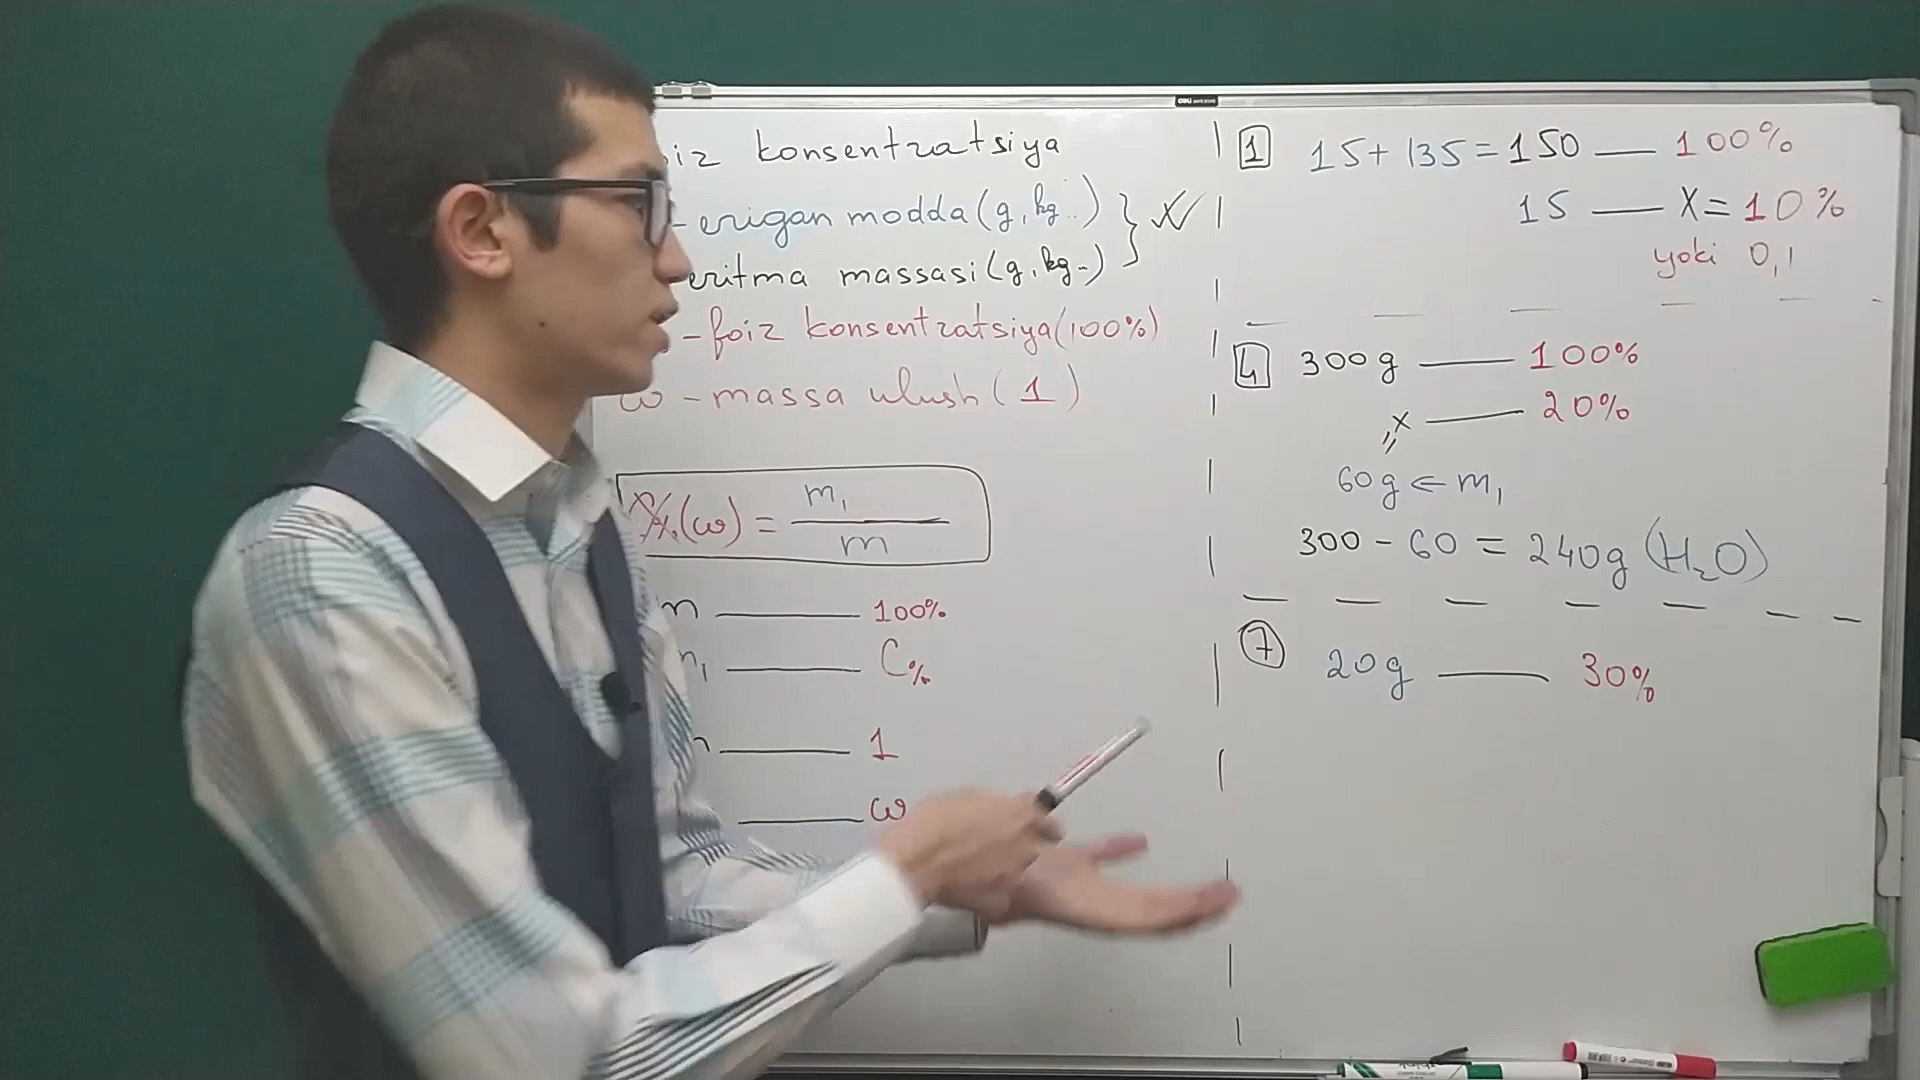 konsentratsiya
- erigan modda (g, kg..)
eritma massasi (g, kg..)
- foiz konsentratsiya (100%)
ω - massa ulush (1)
%(ω) = m₁ / m
m — 100%
m₁ — C%
— 1
— ω
1 15 + 135 = 150 — 100%
15 — X = 10%
yoki 0,1
4 300g — 100%
x — 20%
60g ⇐ m₁
300 - 60 = 240g (H₂O)
7 20g — 30%